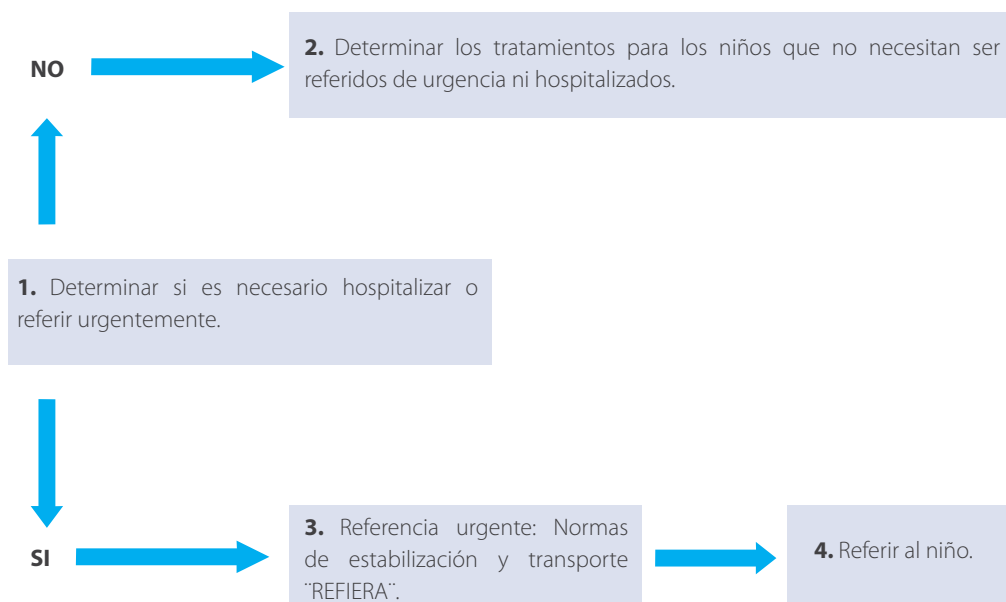 NO
2. Determinar los tratamientos para los niños que no necesitan ser
referidos de urgencia ni hospitalizados.
1. Determinar si es necesario hospitalizar o
referir urgentemente.
SI
3. Referencia urgente: Normas
de estabilización y transporte
¨REFIERA¨.
4. Referir al niño.